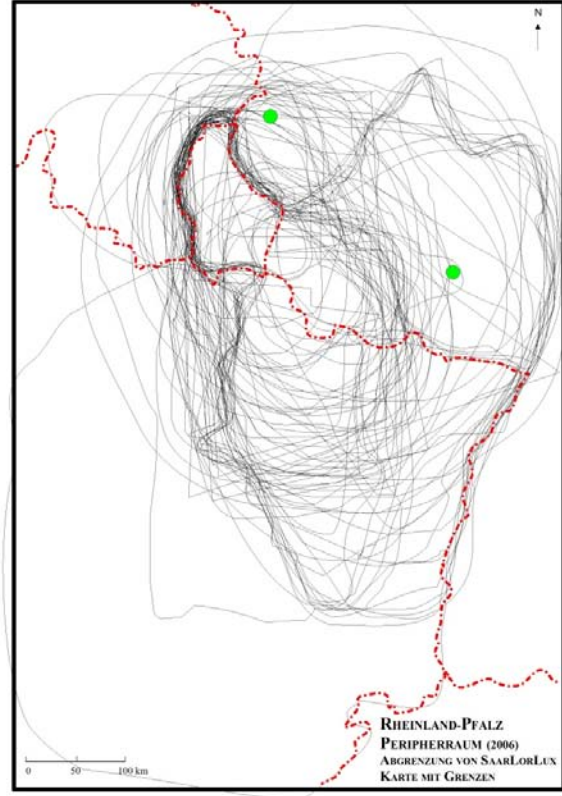 N
RHEINLAND-PFALZ
PERIPHERRAUM (2006)
ABGRENZUNG VON SAARLORLUX
KARTE MIT GRENZEN
0 50 100 km